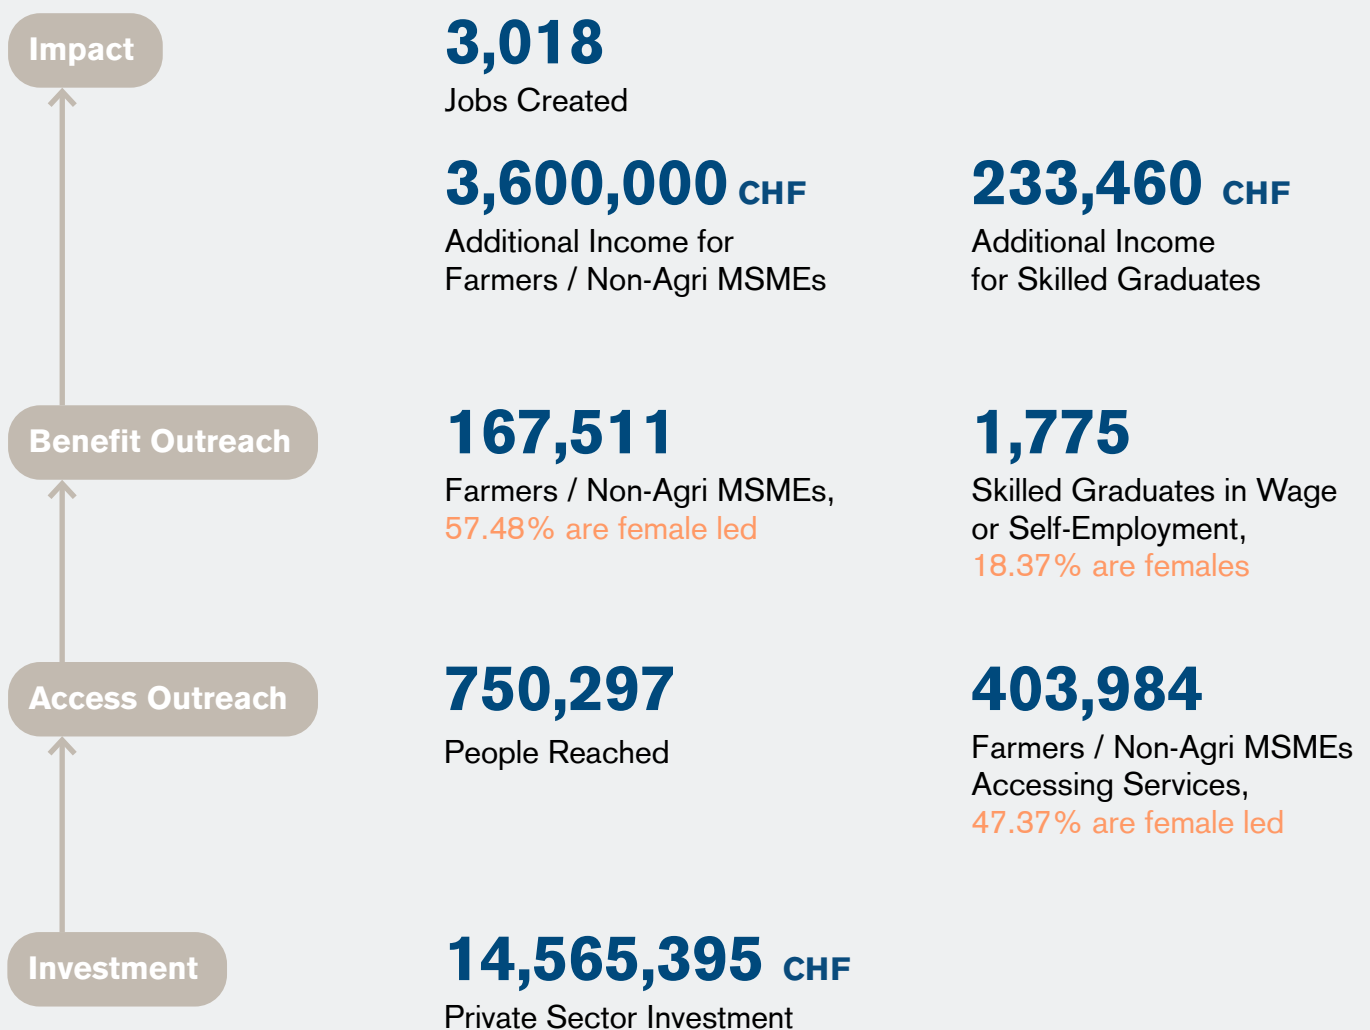 Impact
3,018
Jobs Created
3,600,000 CHF
Additional Income for
Farmers / Non-Agri MSMEs
233,460 CHF
Additional Income
for Skilled Graduates
Benefit Outreach
167,511
Farmers / Non-Agri MSMEs,
57.48% are female led
1,775
Skilled Graduates in Wage
or Self-Employment,
18.37% are females
Access Outreach
750,297
People Reached
403,984
Farmers / Non-Agri MSMEs
Accessing Services,
47.37% are female led
Investment
14,565,395 CHF
Private Sector Investment